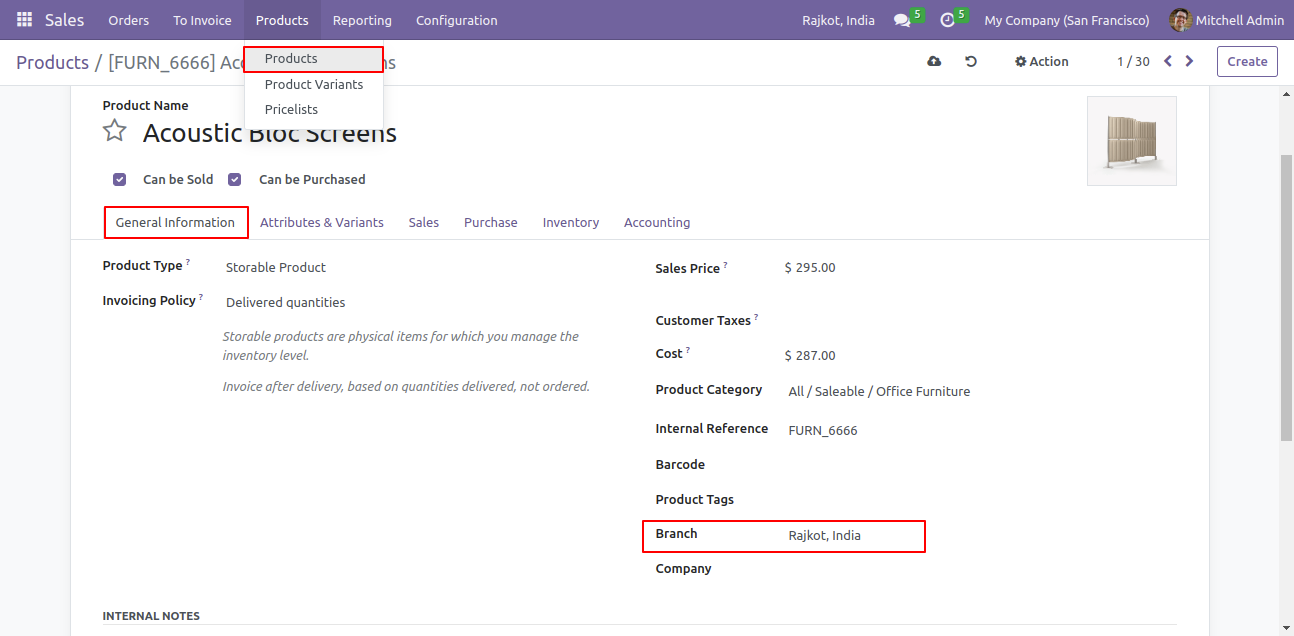 Sales Orders To Invoice Products Reporting Configuration Rajkot, India 5 5 My Company (San Francisco) Mitchell Admin
Products / [FURN_6666] Aco ns Action 1 / 30 Create
Products
Product Variants
Pricelists
Product Name
Acoustic Bloc Screens
Can be Sold Can be Purchased
General Information Attributes & Variants Sales Purchase Inventory Accounting
Product Type ? Storable Product
Invoicing Policy ? Delivered quantities
Storable products are physical items for which you manage the
inventory level.
Invoice after delivery, based on quantities delivered, not ordered.
Sales Price ? $ 295.00
Customer Taxes ?
Cost ? $ 287.00
Product Category All / Saleable / Office Furniture
Internal Reference FURN_6666
Barcode
Product Tags
Branch Rajkot, India
Company
INTERNAL NOTES